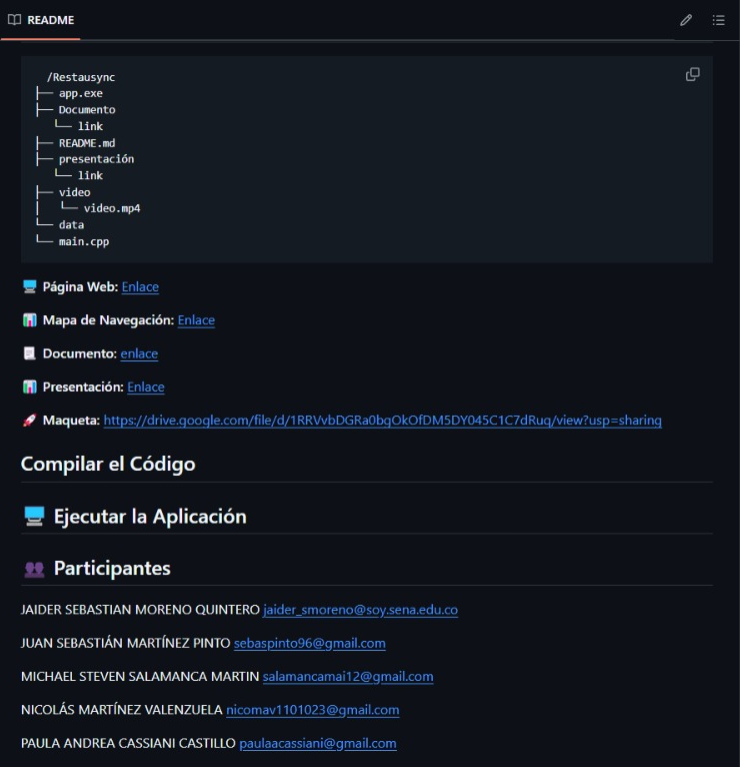 README
/Restausync
├── app.exe
├── Documento
└── link
├── README.md
├── presentación
└── link
├── video
│ └── video.mp4
└── data
└── main.cpp
Página Web: Enlace
Mapa de Navegación: Enlace
Documento: enlace
Presentación: Enlace
Maqueta: https://drive.google.com/file/d/1RRVvbDGRa0bgOkOfDM5DY045C1C7dRug/view?usp=sharing
Compilar el Código
Ejecutar la Aplicación
Participantes
JAIDER SEBASTIAN MORENO QUINTERO jaider_smoreno@soy.sena.edu.co
JUAN SEBASTIÁN MARTÍNEZ PINTO sebaspinto96@gmail.com
MICHAEL STEVEN SALAMANCA MARTIN salamancamai12@gmail.com
NICOLÁS MARTÍNEZ VALENZUELA nicomav1101023@gmail.com
PAULA ANDREA CASSIANI CASTILLO paulaacassiani@gmail.com